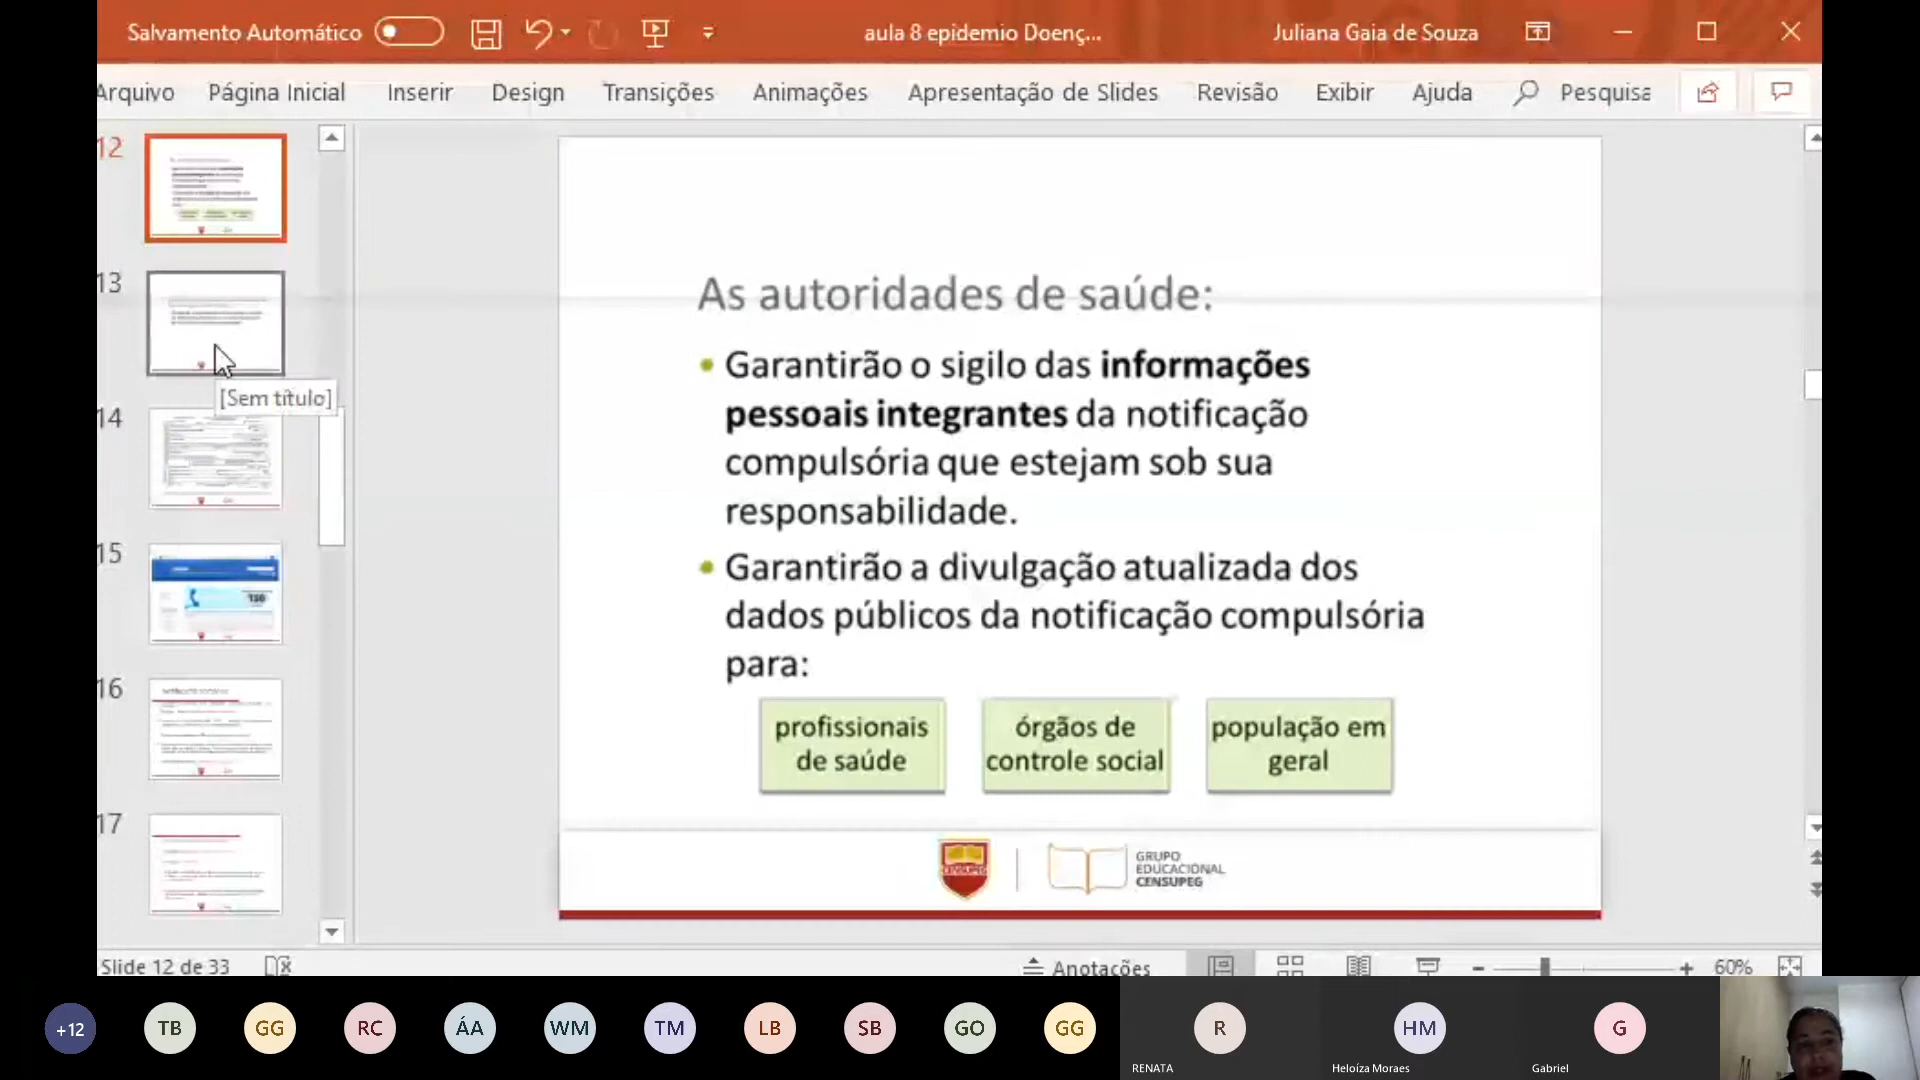 Salvamento Automático
aula 8 epidemio Doenç...
Juliana Gaia de Souza
Arquivo
Página Inicial
Inserir
Design
Transições
Animações
Apresentação de Slides
Revisão
Exibir
Ajuda
Pesquisa
12
13
[Sem título]
14
15
16
17
As autoridades de saúde:
• Garantirão o sigilo das informações
pessoais integrantes da notificação
compulsória que estejam sob sua
responsabilidade.
• Garantirão a divulgação atualizada dos
dados públicos da notificação compulsória
para:
profissionais
de saúde
órgãos de
controle social
população em
geral
CENSUPEG
GRUPO
EDUCACIONAL
CENSUPEG
Slide 12 de 33
Anotações
60%
+12
TB
GG
RC
ÁA
WM
TM
LB
SB
GO
GG
R
HM
G
RENATA
Heloíza Moraes
Gabriel